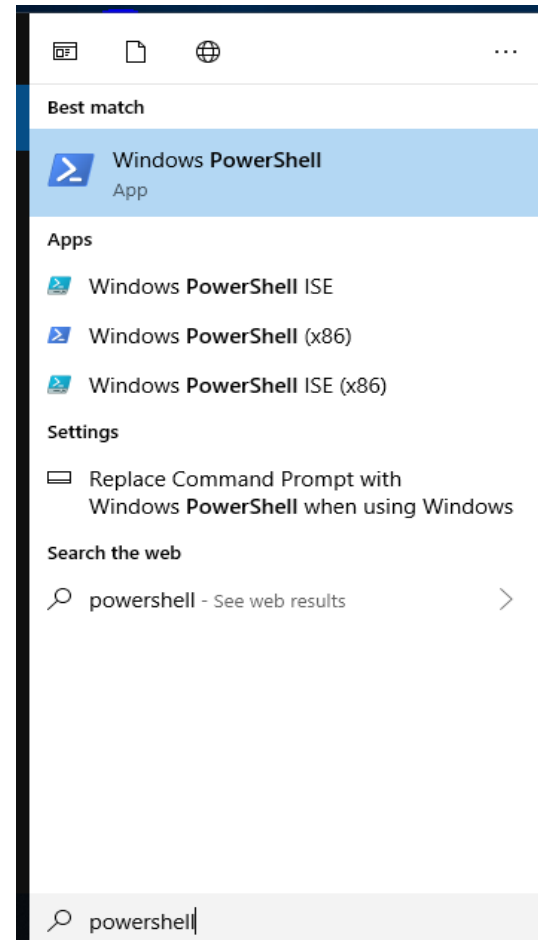 ...
Best match
Windows PowerShell
App
Apps
Windows PowerShell ISE
Windows PowerShell (x86)
Windows PowerShell ISE (x86)
Settings
Replace Command Prompt with
Windows PowerShell when using Windows
Search the web
powershell - See web results
powershell